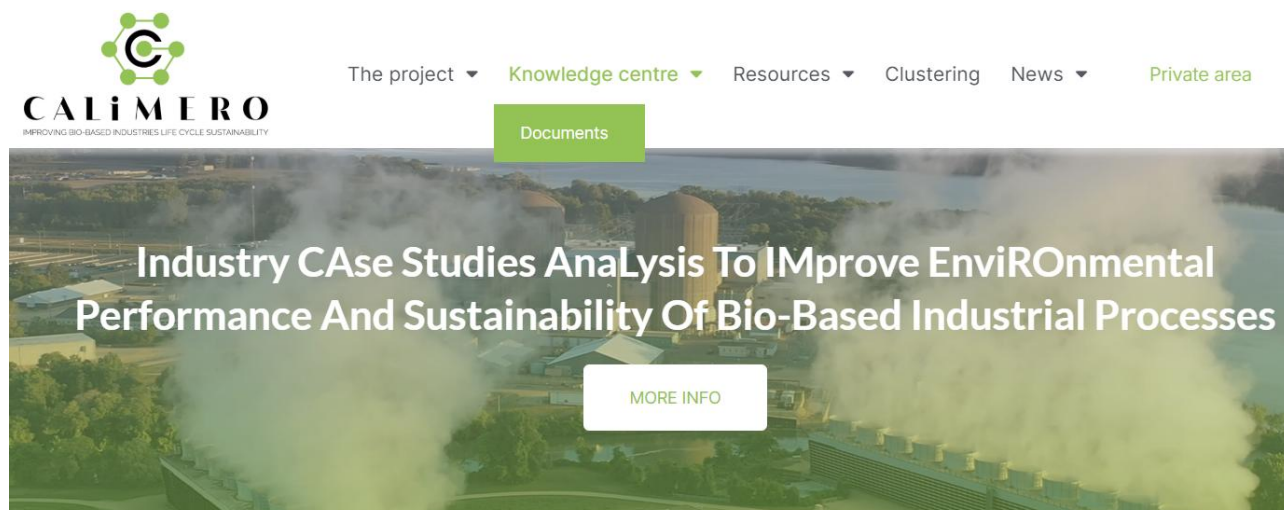 CALiMERO
IMPROVING BIO-BASED INDUSTRIES LIFE CYCLE SUSTAINABILITY
The project Knowledge centre Resources Clustering News Private area
Documents
Industry CAse Studies AnaLysis To IMprove EnviROnmental
Performance And Sustainability Of Bio-Based Industrial Processes
MORE INFO